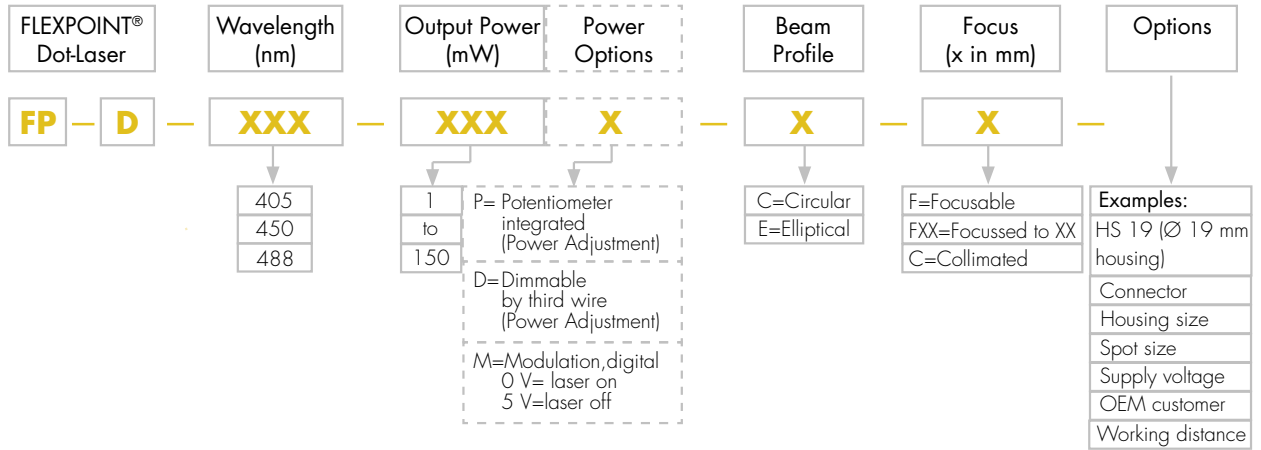 FLEXPOINT®
Dot-Laser
Wavelength
(nm)
Output Power
(mW)
Power
Options
Beam
Profile
Focus
(x in mm)
Options
FP — D — XXX — XXX X — X — X —
405
450
488
1
to
150
P= Potentiometer
integrated
(Power Adjustment)
D=Dimmable
by third wire
(Power Adjustment)
M=Modulation,digital
0 V= laser on
5 V=laser off
C=Circular
E=Elliptical
F=Focusable
FXX=Focussed to XX
C=Collimated
Examples:
HS 19 (Ø 19 mm
housing)
Connector
Housing size
Spot size
Supply voltage
OEM customer
Working distance